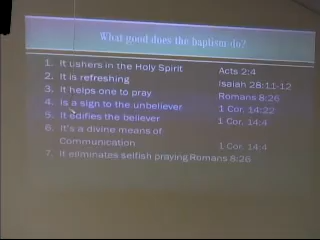 What good does the baptism do?
1. It ushers in the Holy Spirit Acts 2:4
2. It is refreshing Isaiah 28:11-12
3. It helps one to pray Romans 8:26
4. Is a sign to the unbeliever 1 Cor. 14:22
5. It edifies the believer 1 Cor. 14:4
6. It's a divine means of
Communication 1 Cor. 14:4
7. It eliminates selfish praying Romans 8:26